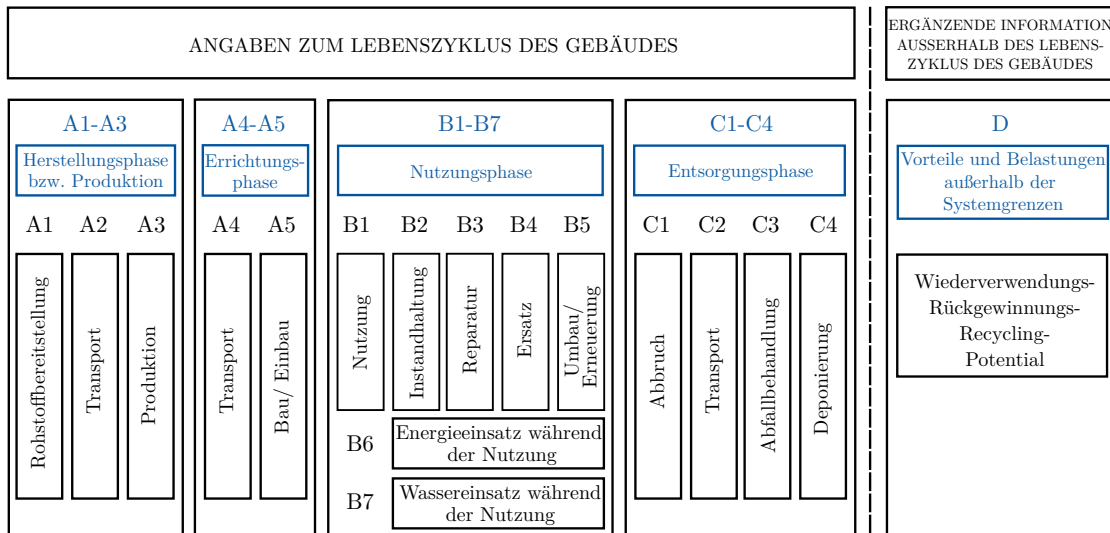 ANGABEN ZUM LEBENSZYKLUS DES GEBÄUDES
ERGÄNZENDE INFORMATION
AUSSERHALB DES LEBENS-
ZYKLUS DES GEBÄUDES
A1-A3
Herstellungsphase
bzw. Produktion
A1 A2 A3
Rohstoffbereitstellung
Transport
Produktion
A4-A5
Errichtungs-
phase
A4 A5
Transport
Bau/ Einbau
B1-B7
Nutzungsphase
B1 B2 B3 B4 B5
Nutzung
Instandhaltung
Reparatur
Ersatz
Umbau/
Erneuerung
B6
Energieeinsatz während
der Nutzung
B7
Wassereinsatz während
der Nutzung
C1-C4
Entsorgungsphase
C1 C2 C3 C4
Abbruch
Transport
Abfallbehandlung
Deponierung
D
Vorteile und Belastungen
außerhalb der
Systemgrenzen
Wiederverwendungs-
Rückgewinnungs-
Recycling-
Potential